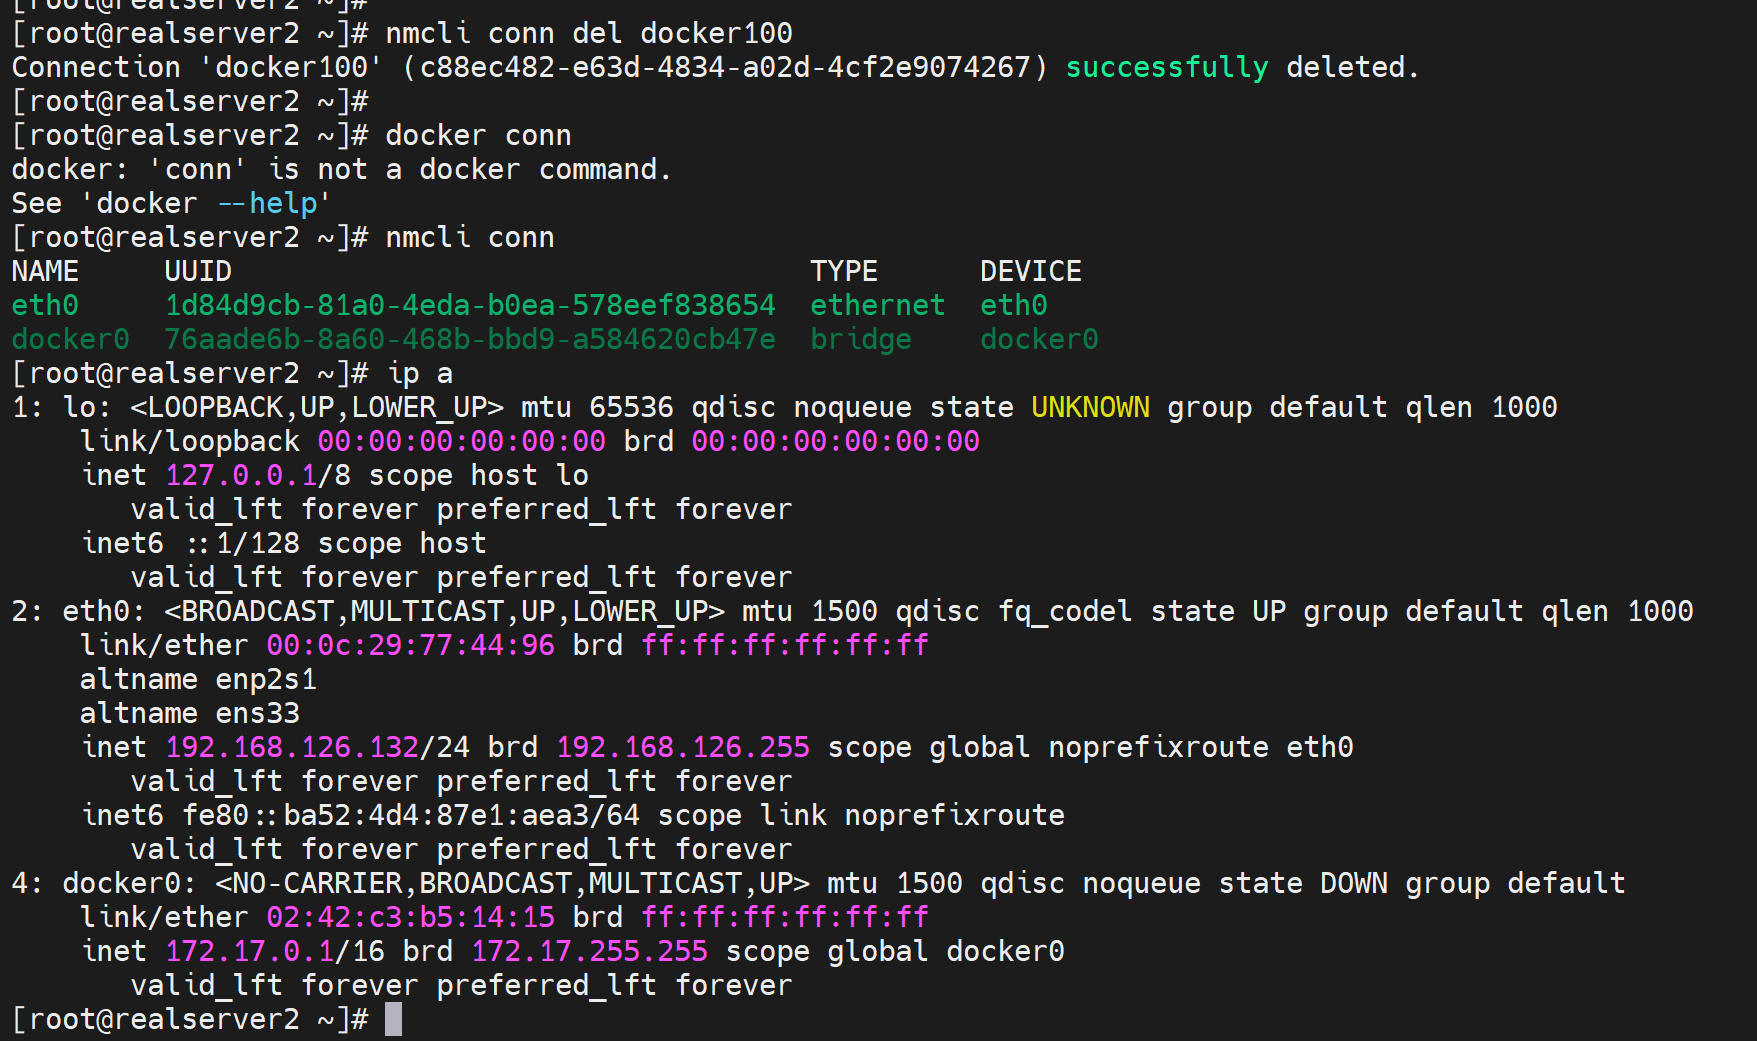 [root@realserver2 ~]#
[root@realserver2 ~]# nmcli conn del docker100
Connection 'docker100' (c88ec482-e63d-4834-a02d-4cf2e9074267) successfully deleted.
[root@realserver2 ~]#
[root@realserver2 ~]# docker conn
docker: 'conn' is not a docker command.
See 'docker --help'
[root@realserver2 ~]# nmcli conn
NAME     UUID                                  TYPE      DEVICE
eth0     1d84d9cb-81a0-4eda-b0ea-578eef838654  ethernet  eth0
docker0  76aade6b-8a60-468b-bbd9-a584620cb47e  bridge    docker0
[root@realserver2 ~]# ip a
1: lo: <LOOPBACK,UP,LOWER_UP> mtu 65536 qdisc noqueue state UNKNOWN group default qlen 1000
    link/loopback 00:00:00:00:00:00 brd 00:00:00:00:00:00
    inet 127.0.0.1/8 scope host lo
       valid_lft forever preferred_lft forever
    inet6 ::1/128 scope host
       valid_lft forever preferred_lft forever
2: eth0: <BROADCAST,MULTICAST,UP,LOWER_UP> mtu 1500 qdisc fq_codel state UP group default qlen 1000
    link/ether 00:0c:29:77:44:96 brd ff:ff:ff:ff:ff:ff
    altname enp2s1
    altname ens33
    inet 192.168.126.132/24 brd 192.168.126.255 scope global noprefixroute eth0
       valid_lft forever preferred_lft forever
    inet6 fe80::ba52:4d4:87e1:aea3/64 scope link noprefixroute
       valid_lft forever preferred_lft forever
4: docker0: <NO-CARRIER,BROADCAST,MULTICAST,UP> mtu 1500 qdisc noqueue state DOWN group default
    link/ether 02:42:c3:b5:14:15 brd ff:ff:ff:ff:ff:ff
    inet 172.17.0.1/16 brd 172.17.255.255 scope global docker0
       valid_lft forever preferred_lft forever
[root@realserver2 ~]#